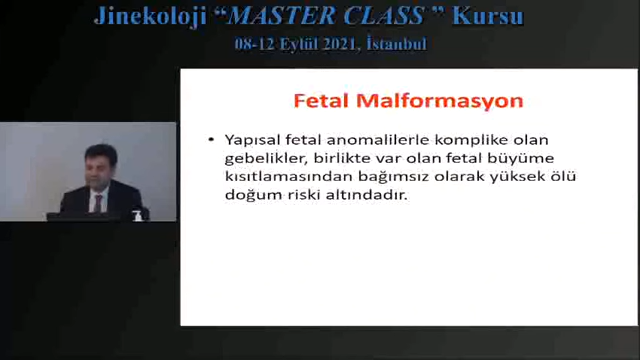 Jinekoloji “MASTER CLASS ” Kursu
08-12 Eylül 2021, İstanbul
Fetal Malformasyon
• Yapısal fetal anomalilerle komplike olan
gebelikler, birlikte var olan fetal büyüme
kısıtlamasından bağımsız olarak yüksek ölü
doğum riski altındadır.